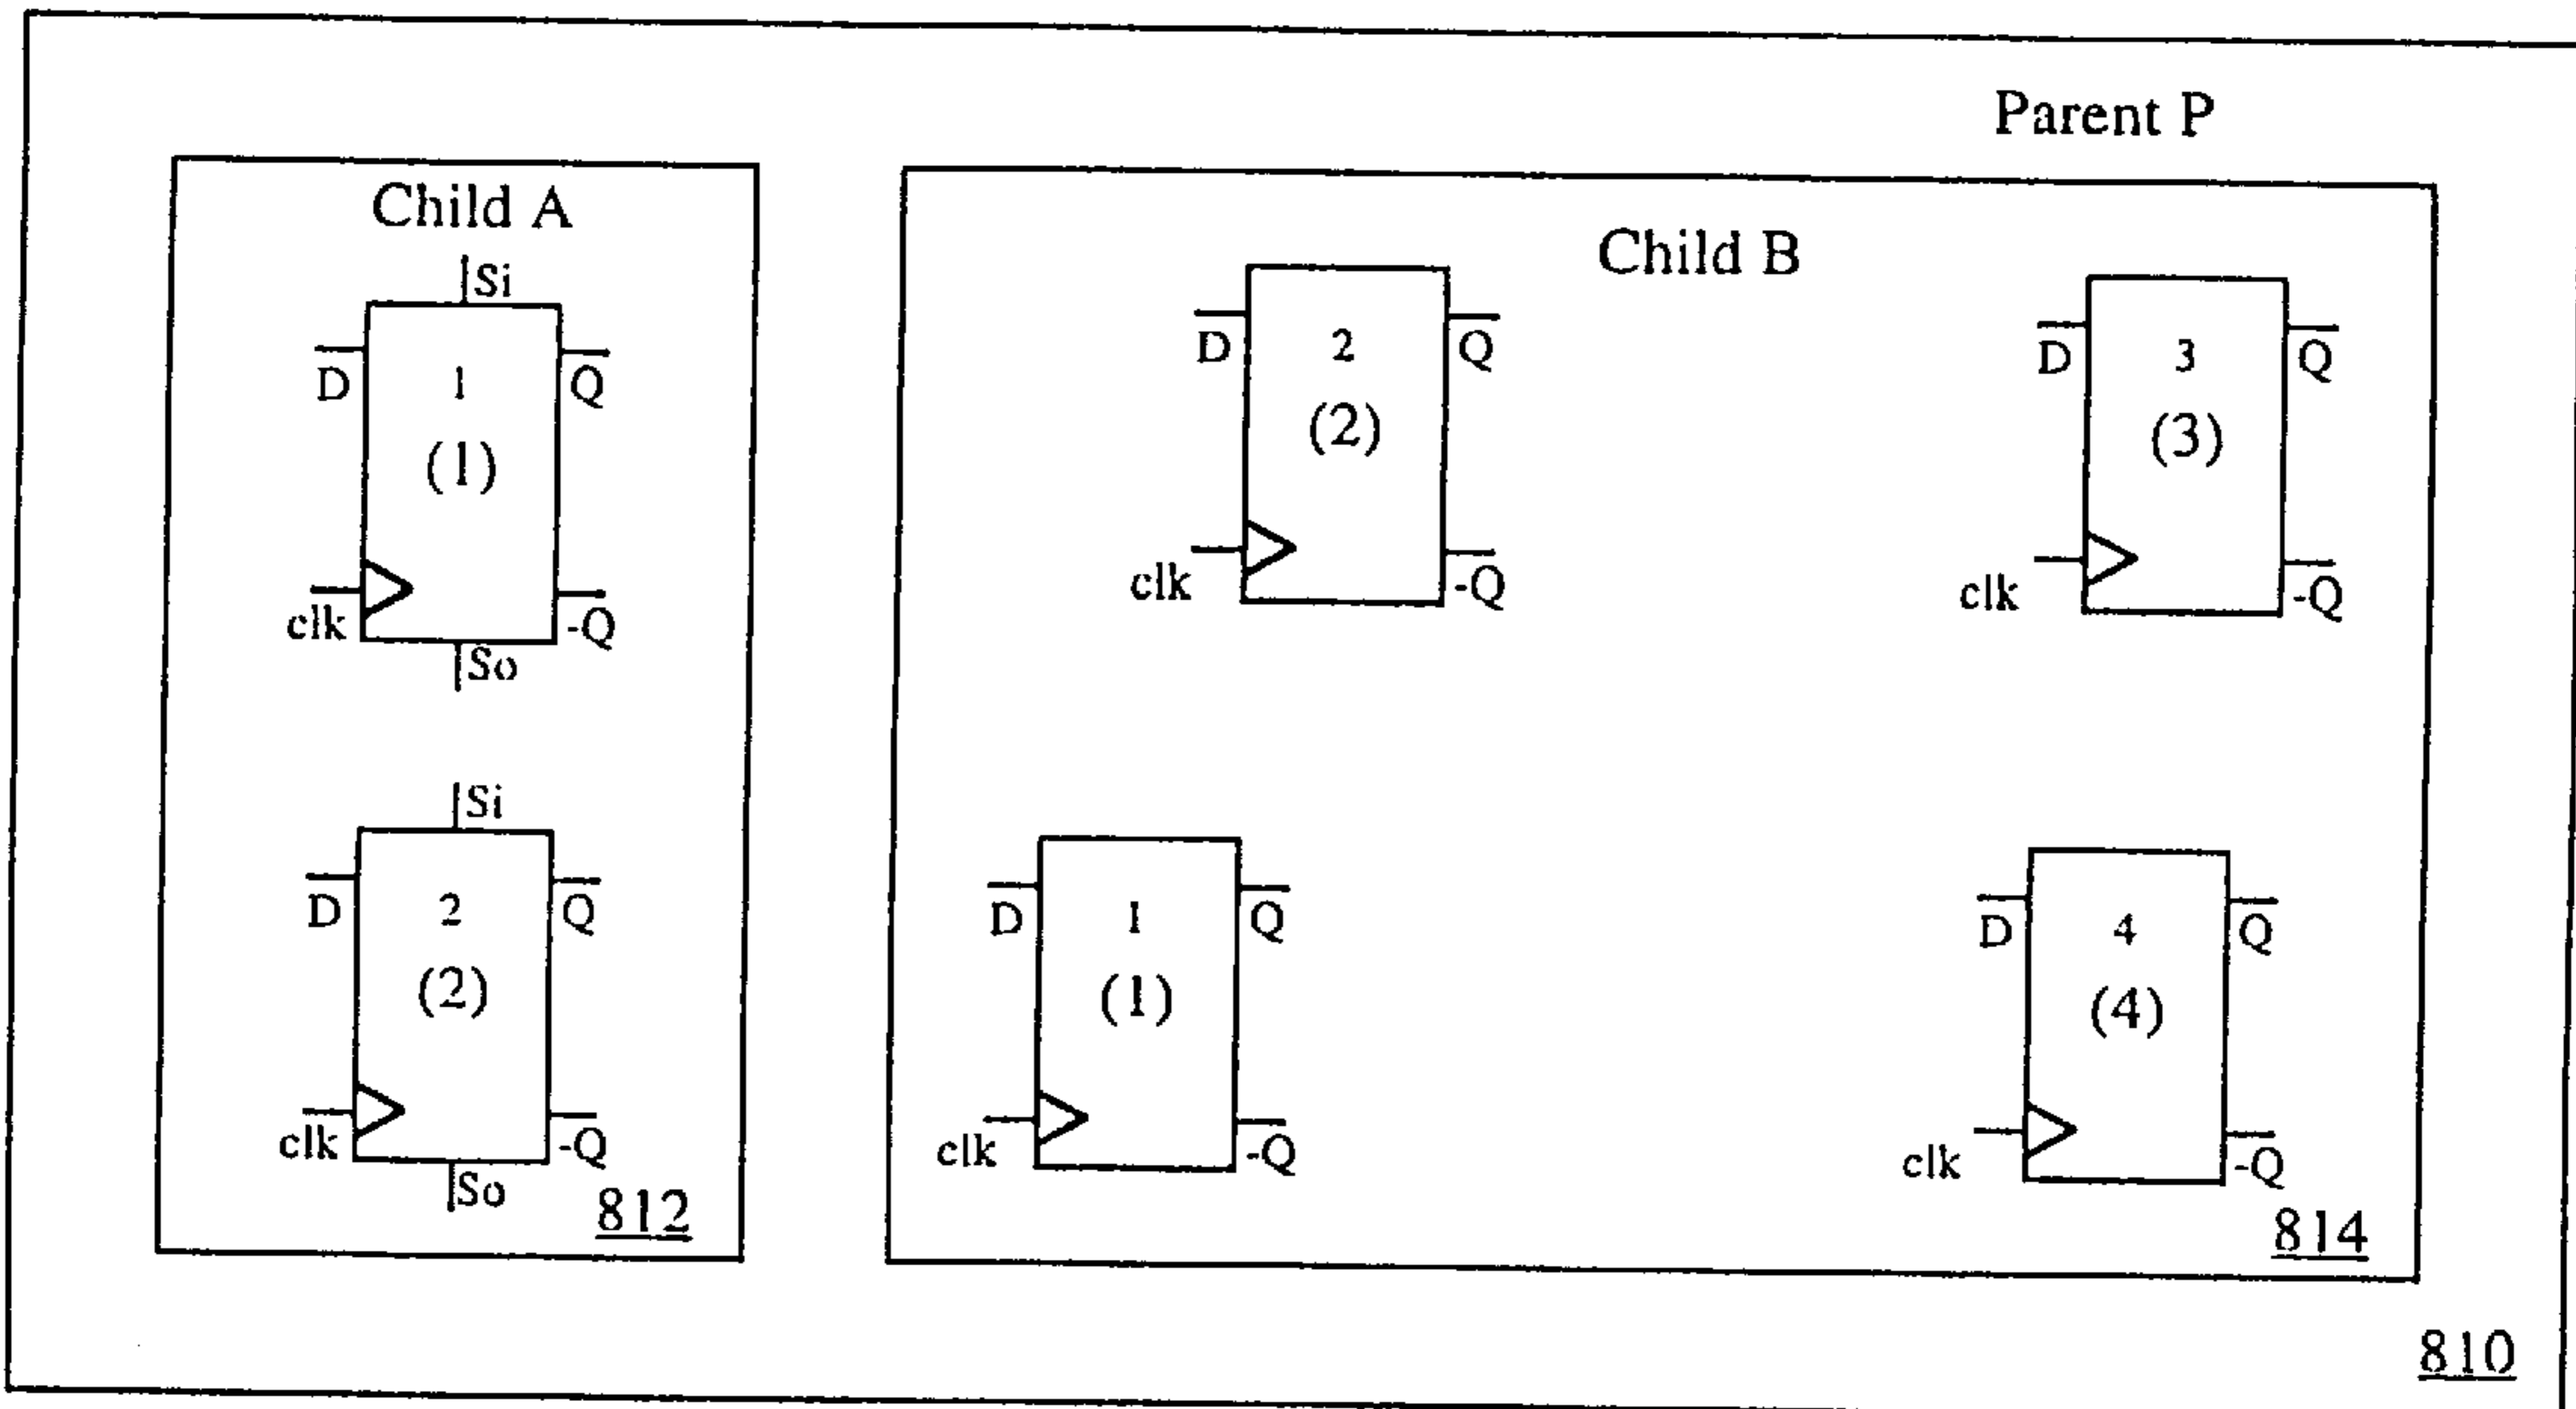 Parent P
Child A
Si
D
1
Q
(1)
clk
-Q
So
Si
D
2
Q
(2)
clk
-Q
So
812
Child B
D
2
Q
(2)
clk
-Q
D
3
Q
(3)
clk
-Q
D
1
Q
(1)
clk
-Q
D
4
Q
(4)
clk
-Q
814
810